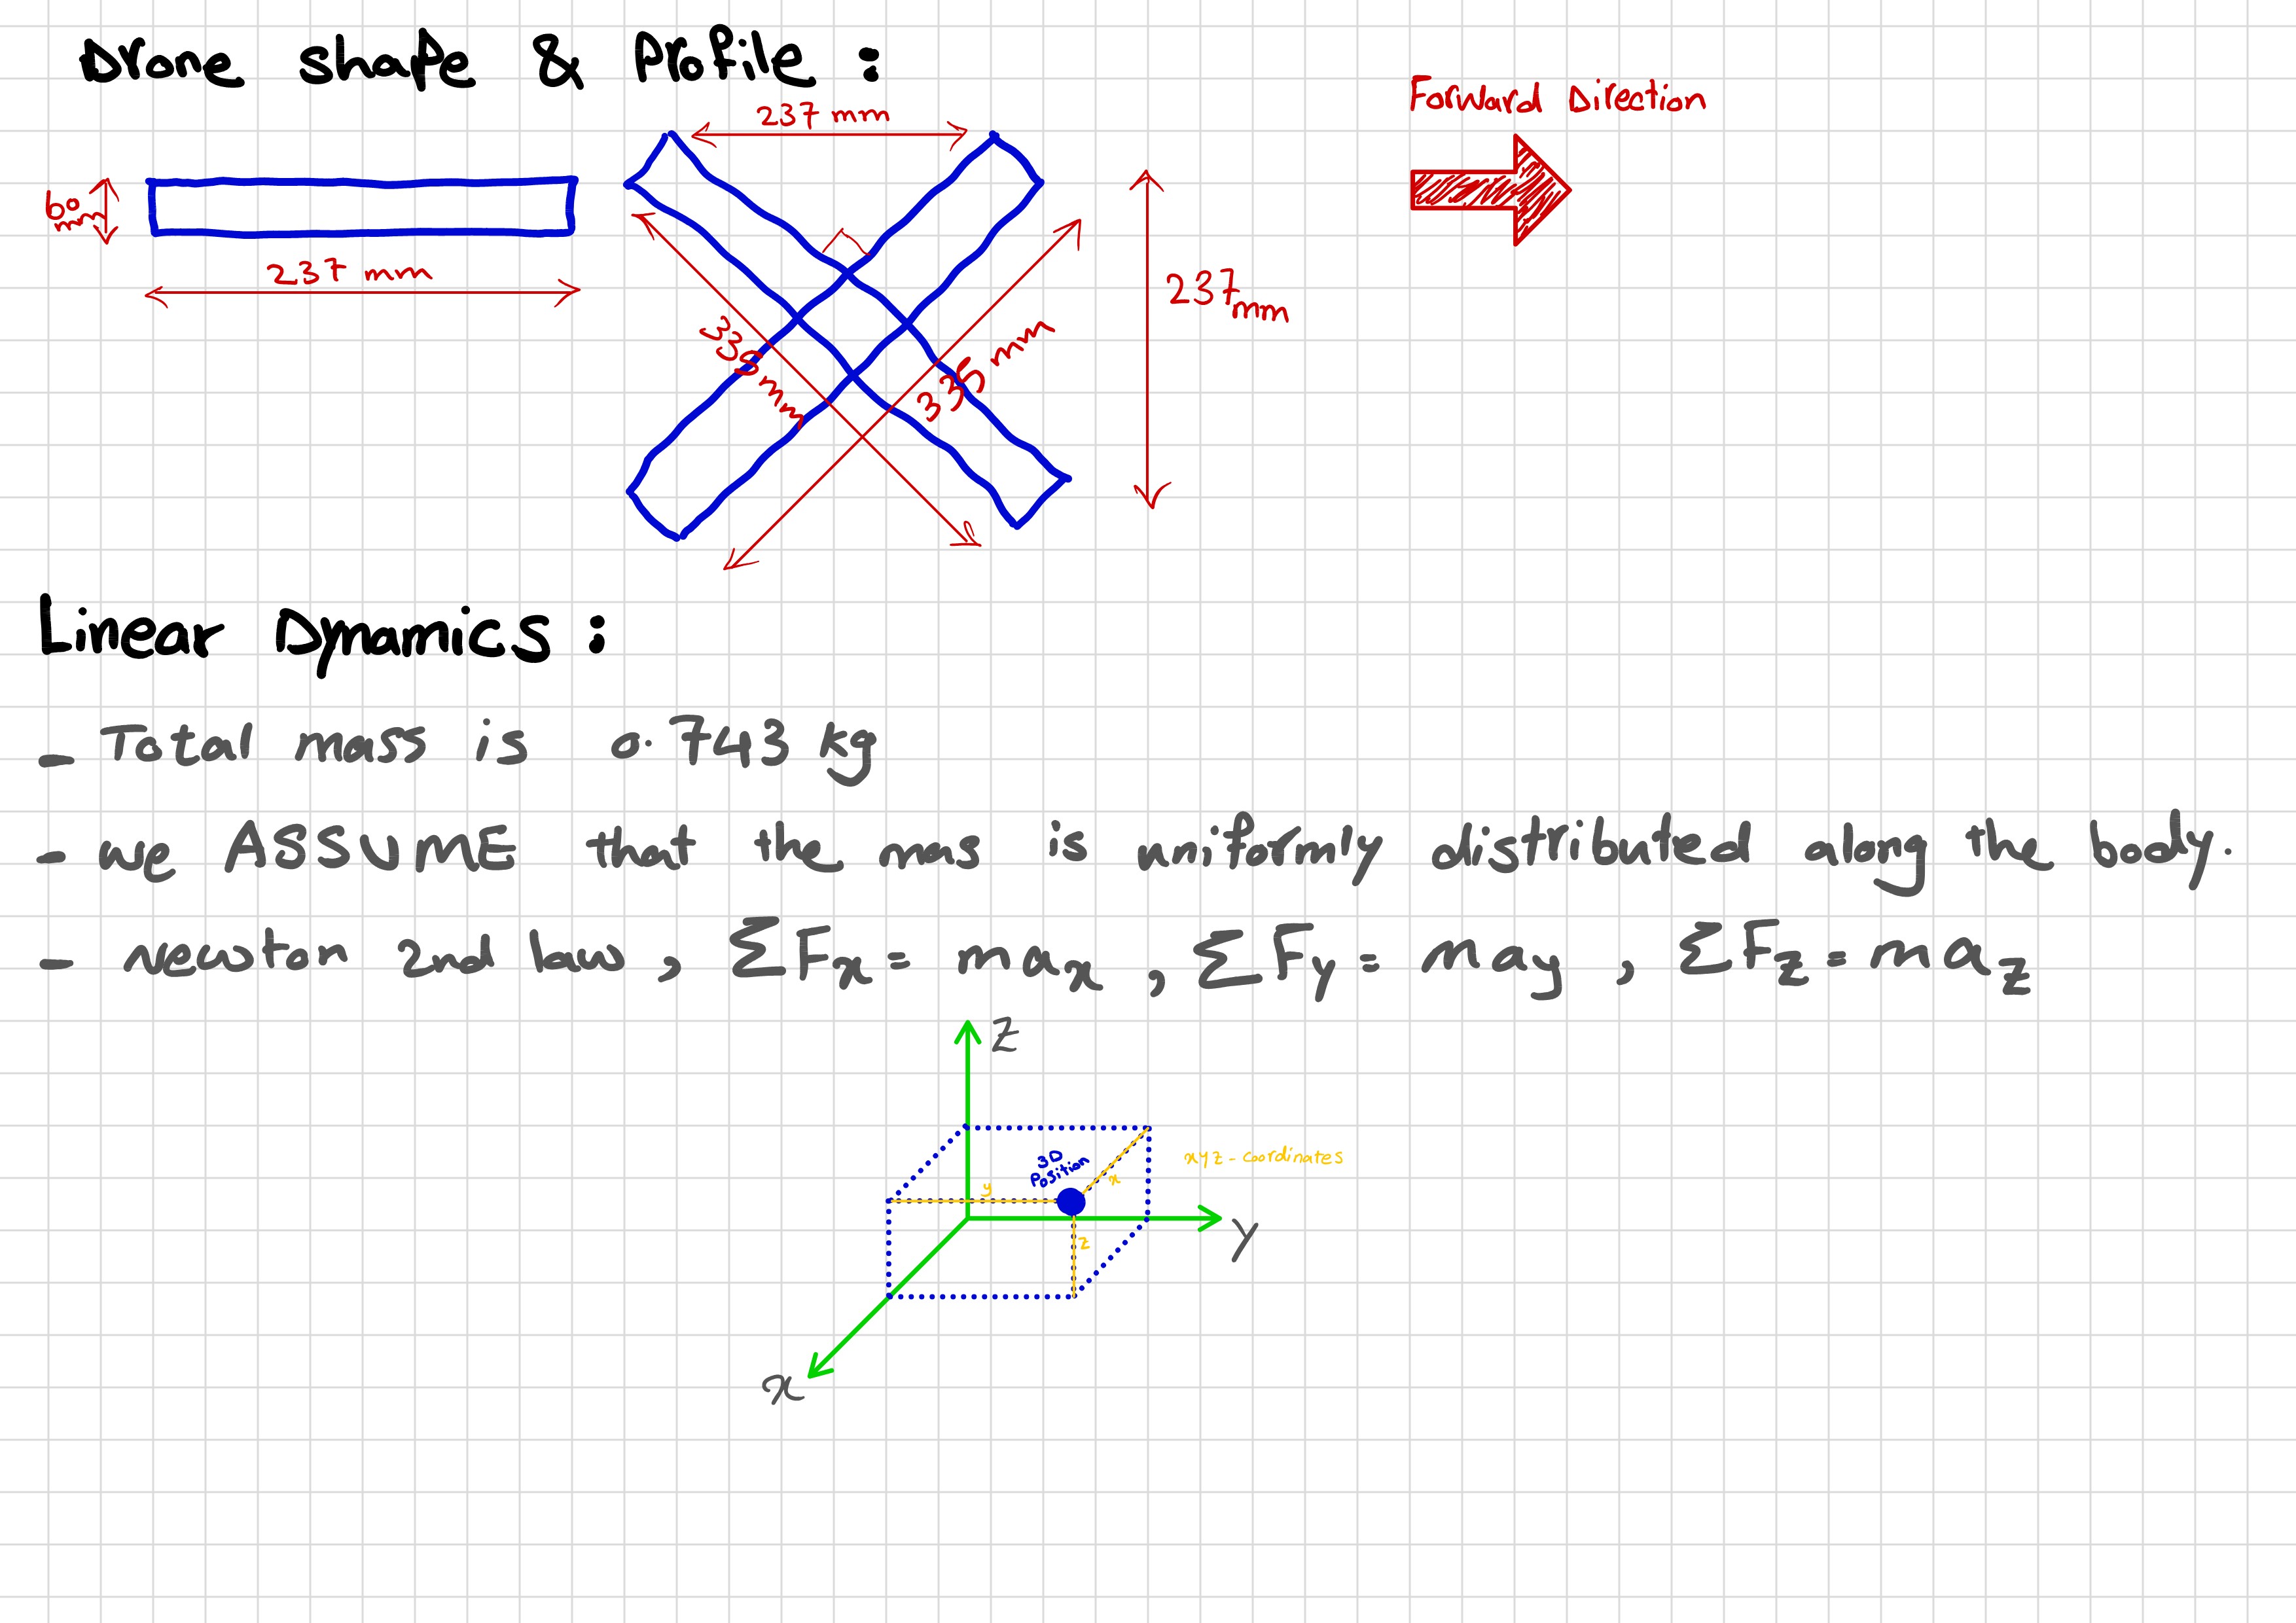 Drone shape & Profile :
Forward Direction
237 mm
60 mm
237 mm
237 mm
335 mm
335 mm
Linear Dynamics :
- Total mass is 0.743 kg
- we ASSUME that the mas is uniformly distributed along the body.
- newton 2nd law , ΣFx = max , ΣFy = may , ΣFz = maz
z
3D Position
xyz - coordinates
y
x
z
y
x